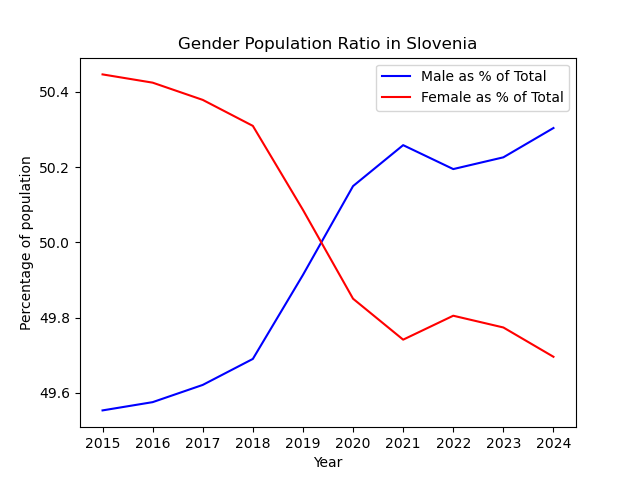 Gender Population Ratio in Slovenia
Male as % of Total
Female as % of Total
Percentage of population
50.4
50.2
50.0
49.8
49.6
2015 2016 2017 2018 2019 2020 2021 2022 2023 2024
Year